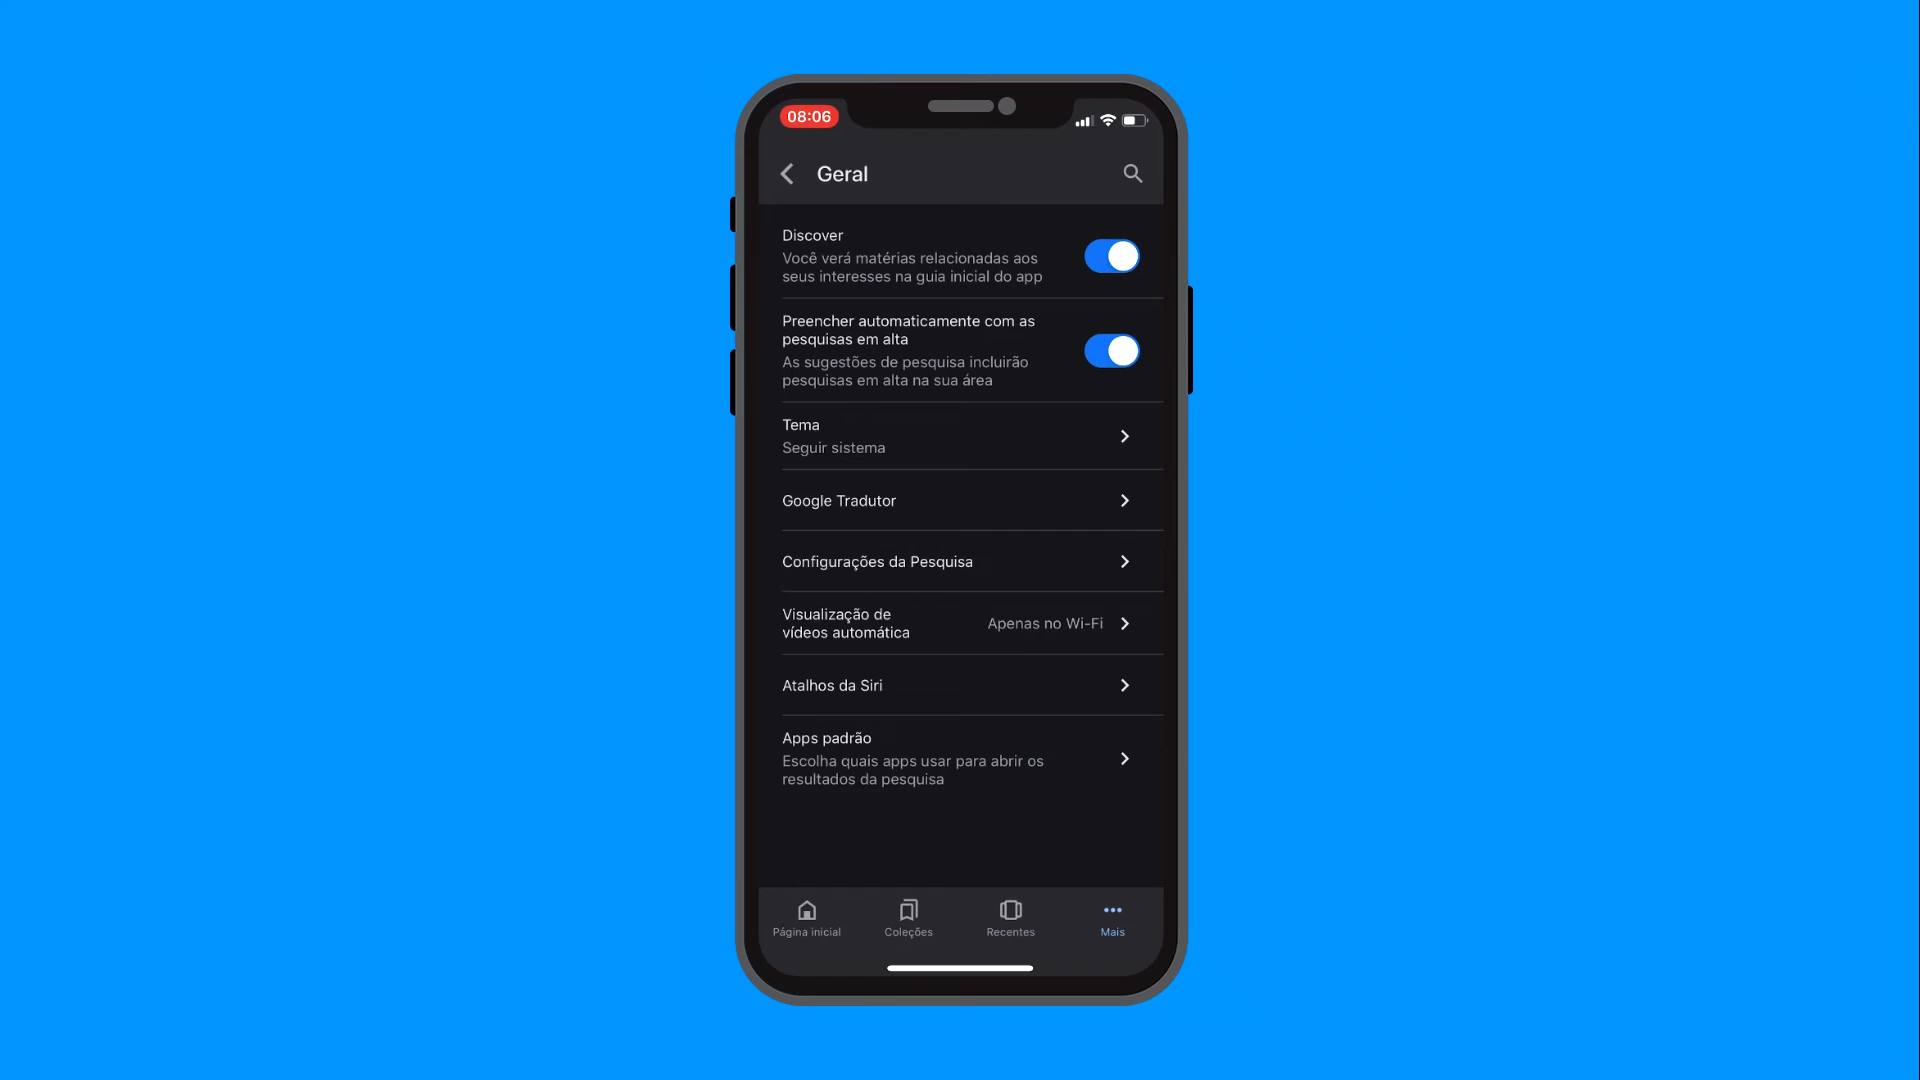 08:06
Geral
Discover
Você verá matérias relacionadas aos
seus interesses na guia inicial do app
Preencher automaticamente com as
pesquisas em alta
As sugestões de pesquisa incluirão
pesquisas em alta na sua área
Tema
Seguir sistema
Google Tradutor
Configurações da Pesquisa
Visualização de
vídeos automática
Apenas no Wi-Fi
Atalhos da Siri
Apps padrão
Escolha quais apps usar para abrir os
resultados da pesquisa
Página inicial
Coleções
Recentes
Mais